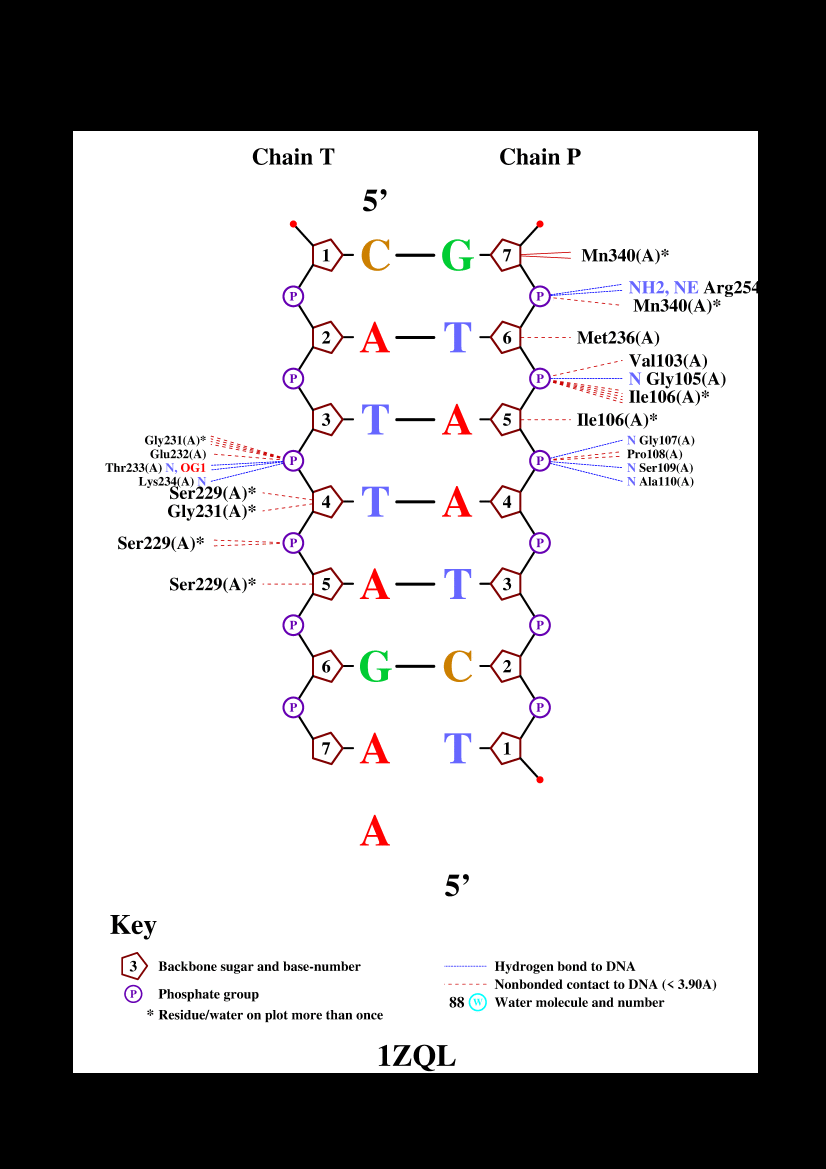 Chain T Chain P
5’
1 C G 7 Mn340(A)*
P P NH2, NE Arg254
Mn340(A)*
2 A T 6 Met236(A)
Val103(A)
P P N Gly105(A)
Ile106(A)*
3 T A 5 Ile106(A)*
Gly231(A)* N Gly107(A)
Glu232(A) P P Pro108(A)
Thr233(A) N, OG1 N Ser109(A)
Lys234(A) N N Ala110(A)
Ser229(A)*
4 T A 4
Gly231(A)*
Ser229(A)* P P
Ser229(A)* 5 A T 3
P P
6 G C 2
P P
7 A T 1
A
5’
Key
3 Backbone sugar and base-number Hydrogen bond to DNA
Nonbonded contact to DNA (< 3.90A)
P Phosphate group 88 W Water molecule and number
* Residue/water on plot more than once
1ZQL